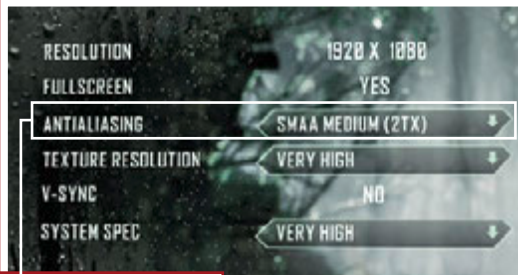 RESOLUTION 1920 X 1080
FULLSCREEN YES
ANTIALIASING SMAA MEDIUM (2TX)
TEXTURE RESOLUTION VERY HIGH
V-SYNC NO
SYSTEM SPEC VERY HIGH